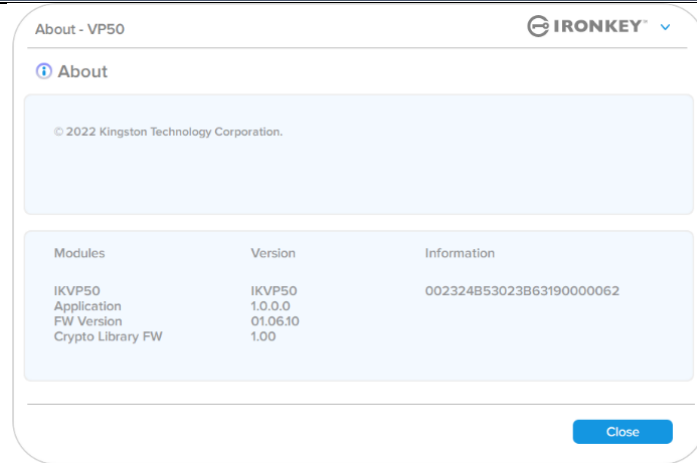 About - VP50
IRONKEY™
About
© 2022 Kingston Technology Corporation.
Modules Version Information
IKVP50 IKVP50 002324B53023B63190000062
Application 1.0.0.0
FW Version 01.06.10
Crypto Library FW 1.00
Close